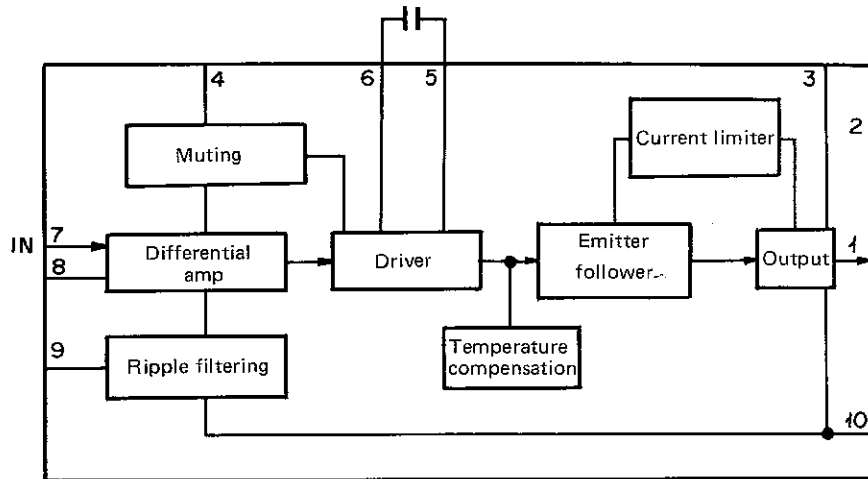 6
5
4
3
2
Muting
Current limiter
IN
7
8
Differential
amp
Driver
Emitter
follower
Output
1
9
Ripple filtering
Temperature
compensation
10